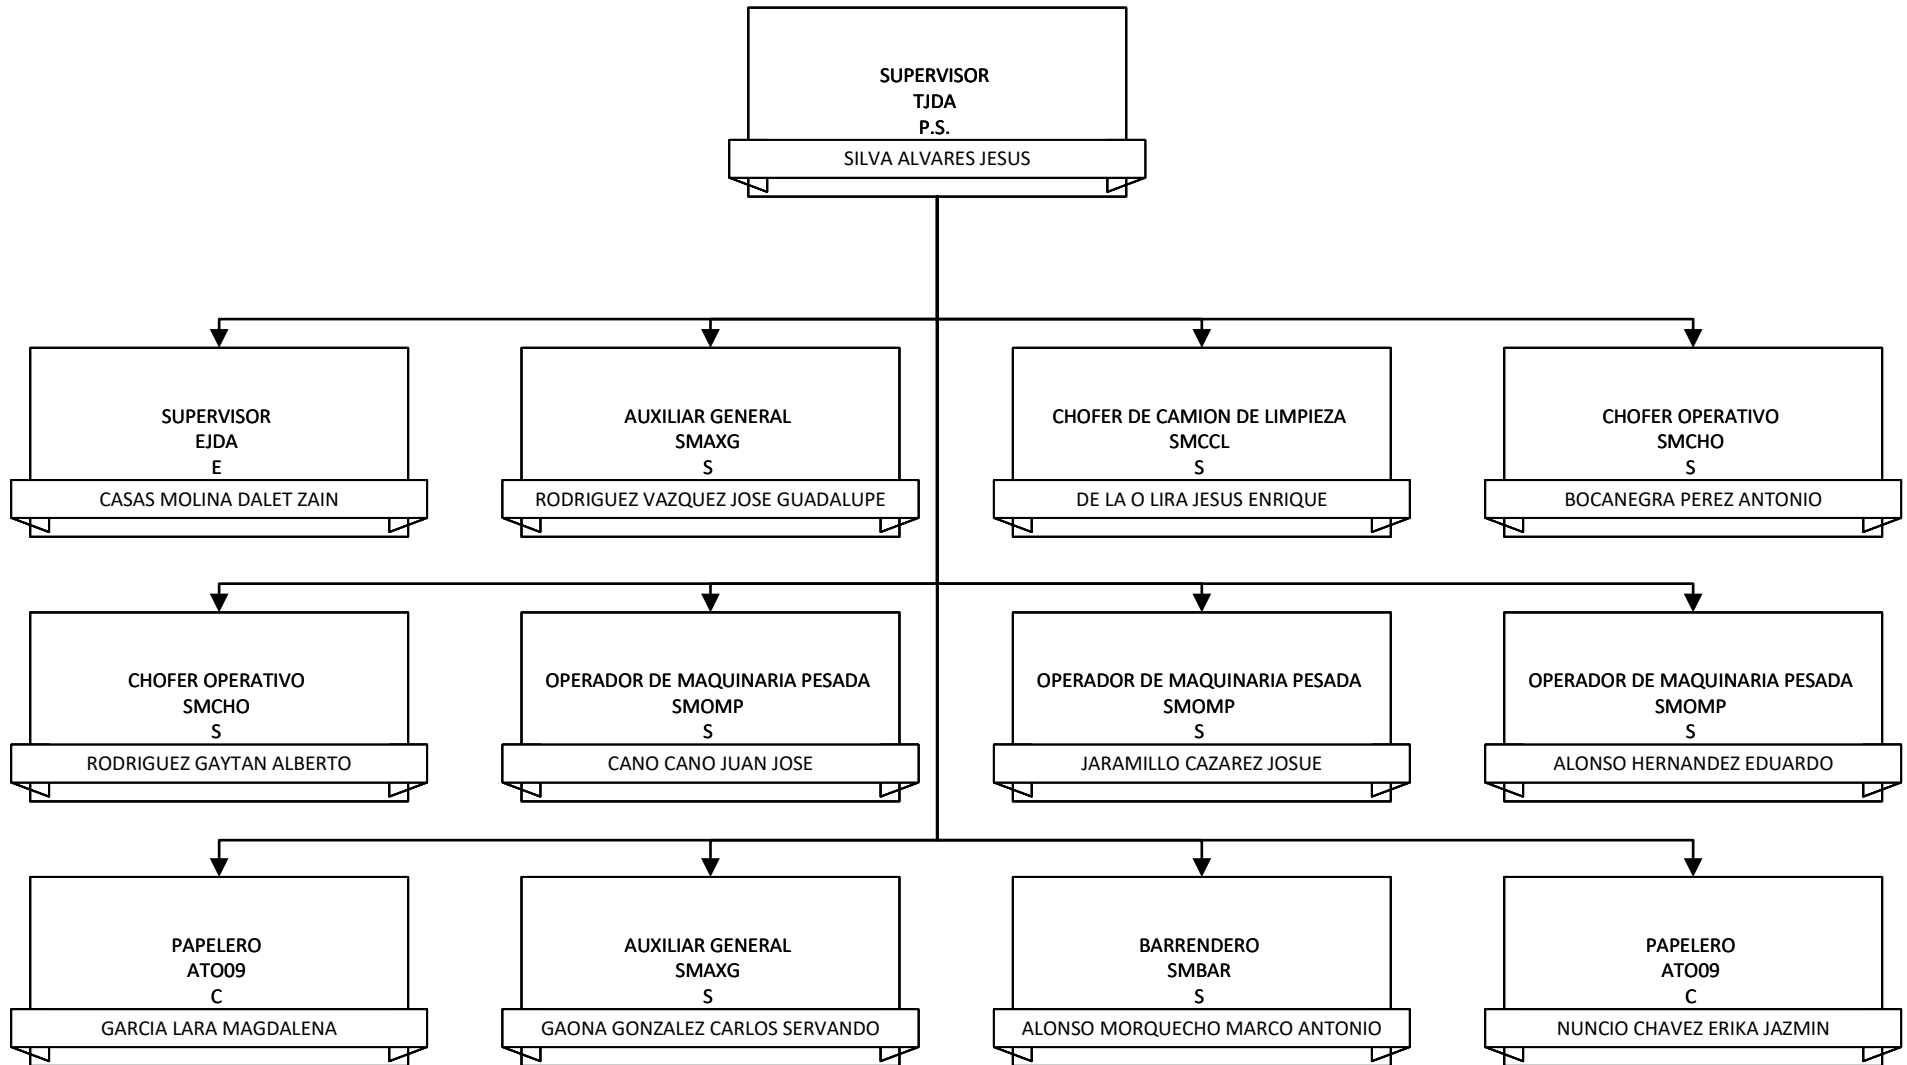 SUPERVISOR
TJDA
P.S.
SILVA ALVARES JESUS
SUPERVISOR
EJDA
E
CASAS MOLINA DALET ZAIN
AUXILIAR GENERAL
SMAXG
S
RODRIGUEZ VAZQUEZ JOSE GUADALUPE
CHOFER DE CAMION DE LIMPIEZA
SMCCL
S
DE LA O LIRA JESUS ENRIQUE
CHOFER OPERATIVO
SMCHO
S
BOCANEGRA PEREZ ANTONIO
CHOFER OPERATIVO
SMCHO
S
RODRIGUEZ GAYTAN ALBERTO
OPERADOR DE MAQUINARIA PESADA
SMOMP
S
CANO CANO JUAN JOSE
OPERADOR DE MAQUINARIA PESADA
SMOMP
S
JARAMILLO CAZAREZ JOSUE
OPERADOR DE MAQUINARIA PESADA
SMOMP
S
ALONSO HERNANDEZ EDUARDO
PAPELERO
ATO09
C
GARCIA LARA MAGDALENA
AUXILIAR GENERAL
SMAXG
S
GAONA GONZALEZ CARLOS SERVANDO
BARRENDERO
SMBAR
S
ALONSO MORQUECHO MARCO ANTONIO
PAPELERO
ATO09
C
NUNCIO CHAVEZ ERIKA JAZMIN